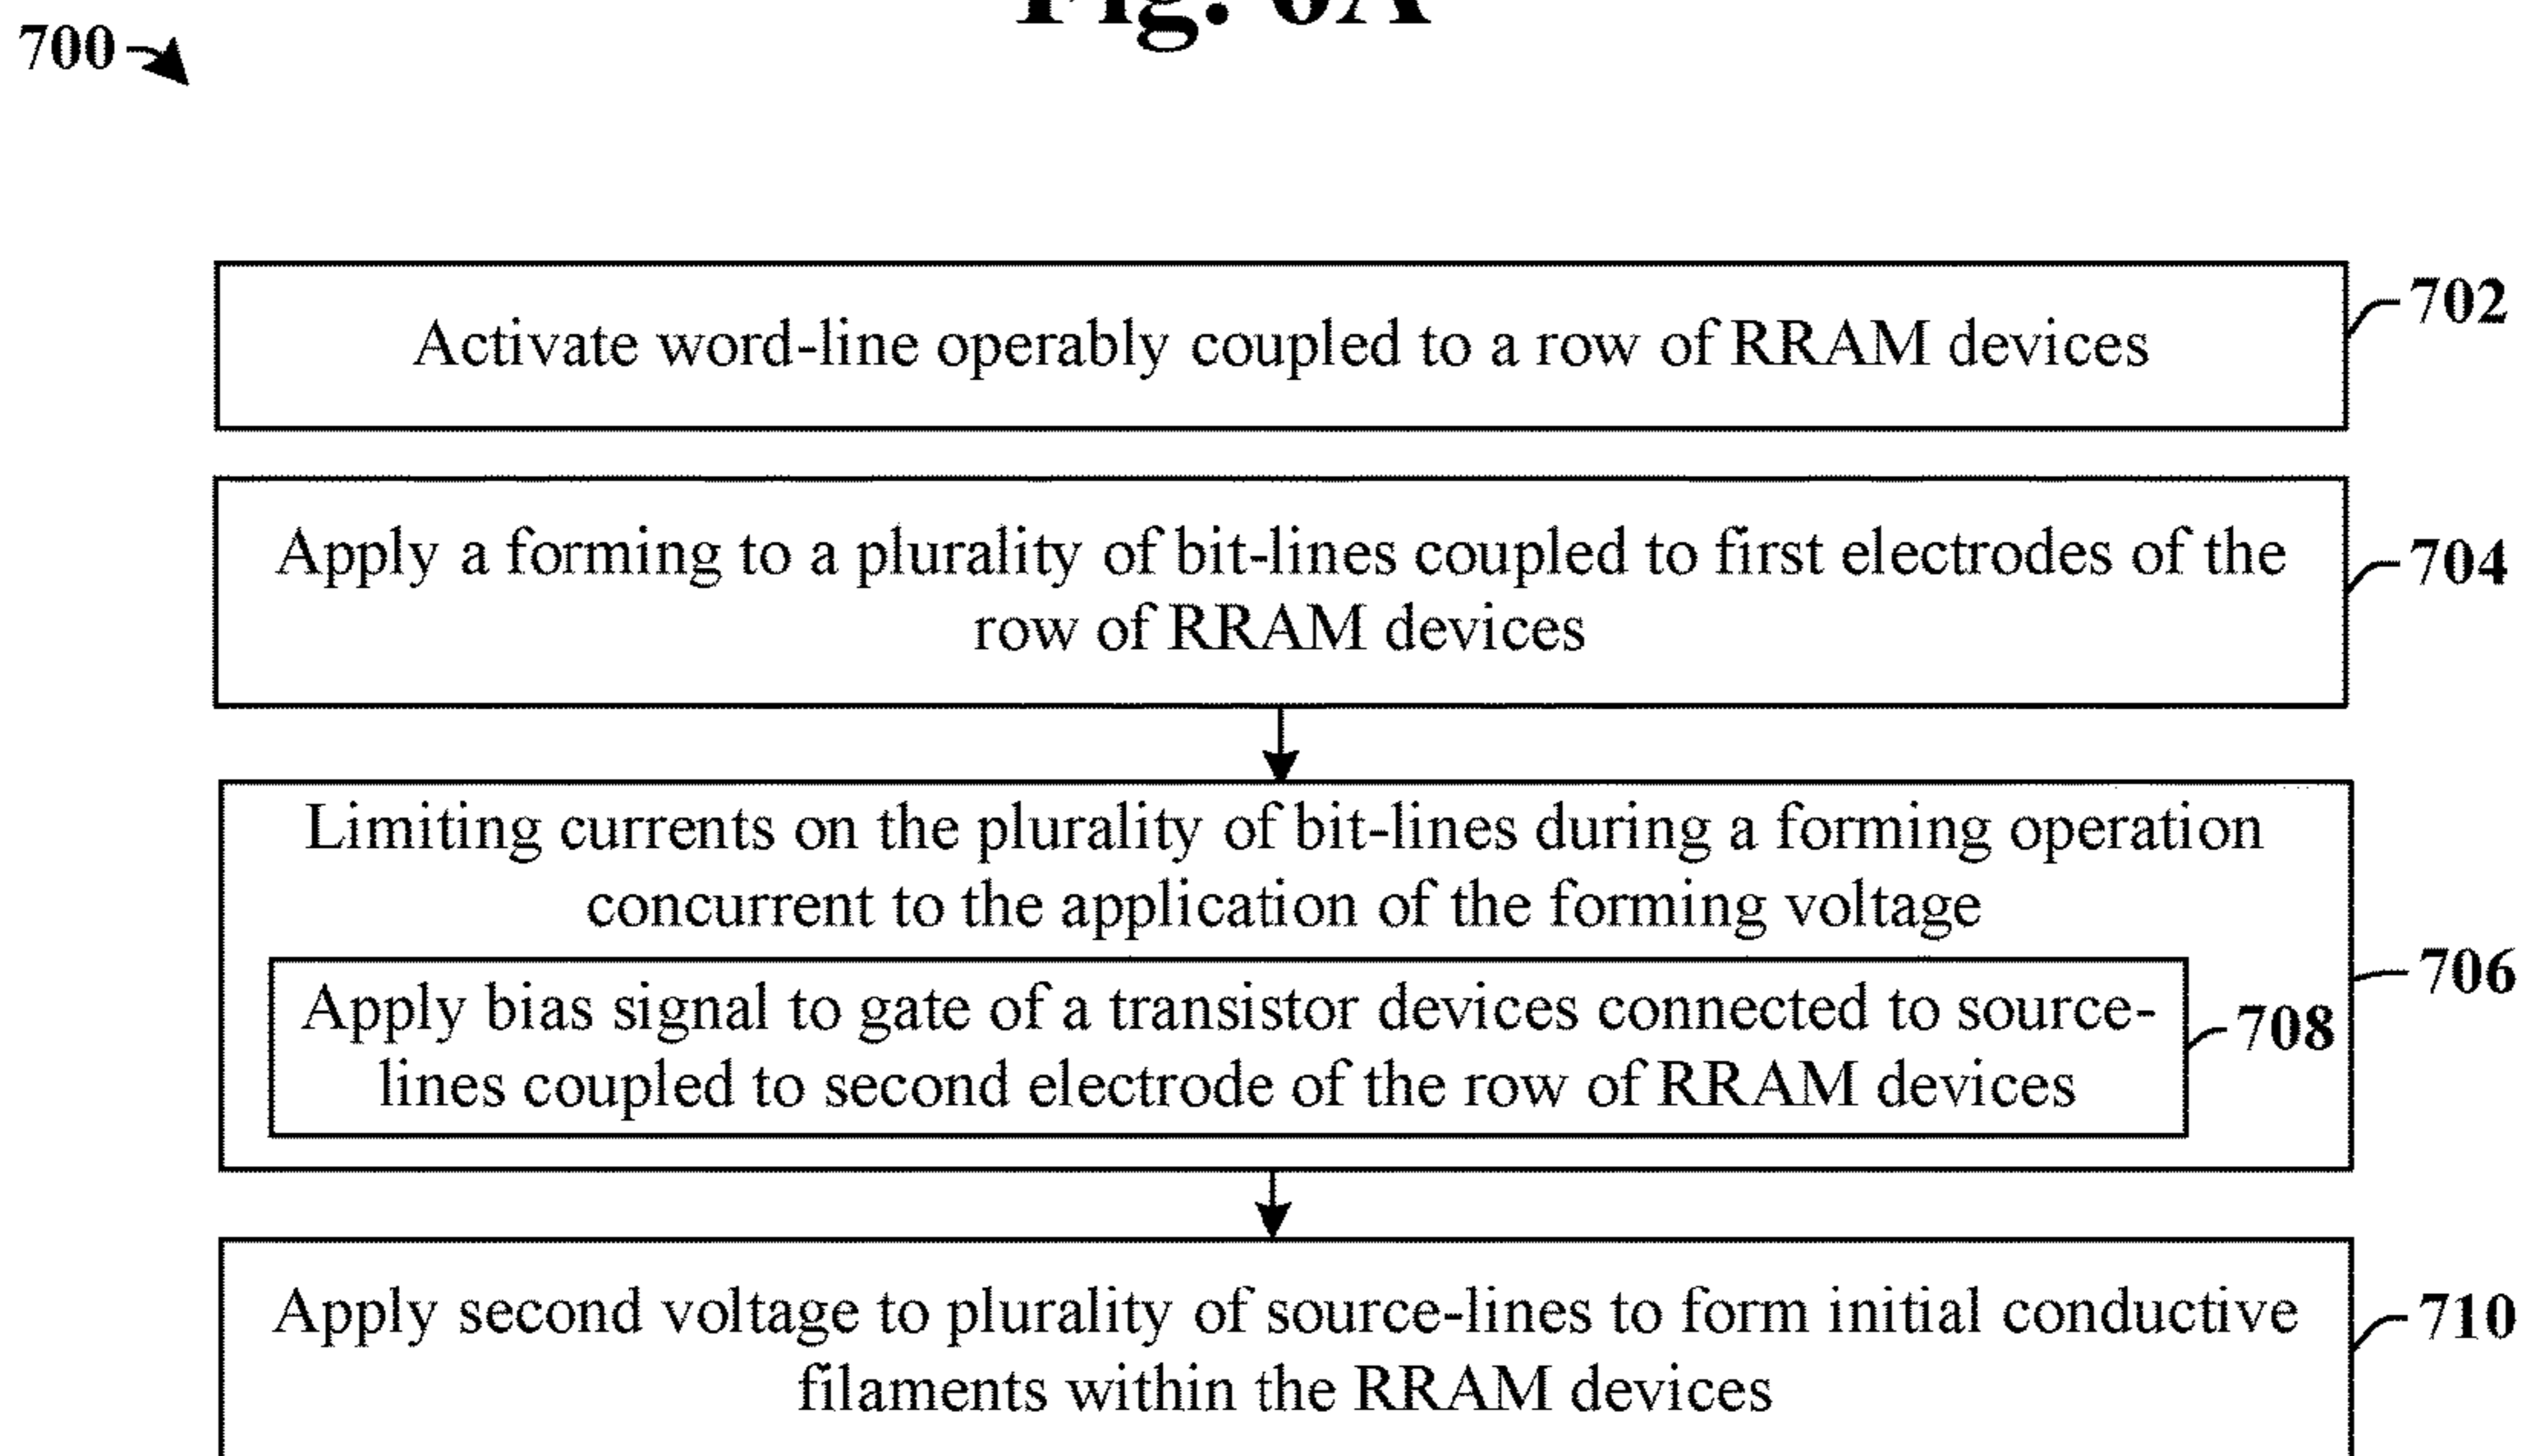 Fig. 6A
700
Activate word-line operably coupled to a row of RRAM devices
702
Apply a forming to a plurality of bit-lines coupled to first electrodes of the
row of RRAM devices
704
Limiting currents on the plurality of bit-lines during a forming operation
concurrent to the application of the forming voltage
706
Apply bias signal to gate of a transistor devices connected to source-
lines coupled to second electrode of the row of RRAM devices
708
Apply second voltage to plurality of source-lines to form initial conductive
filaments within the RRAM devices
710